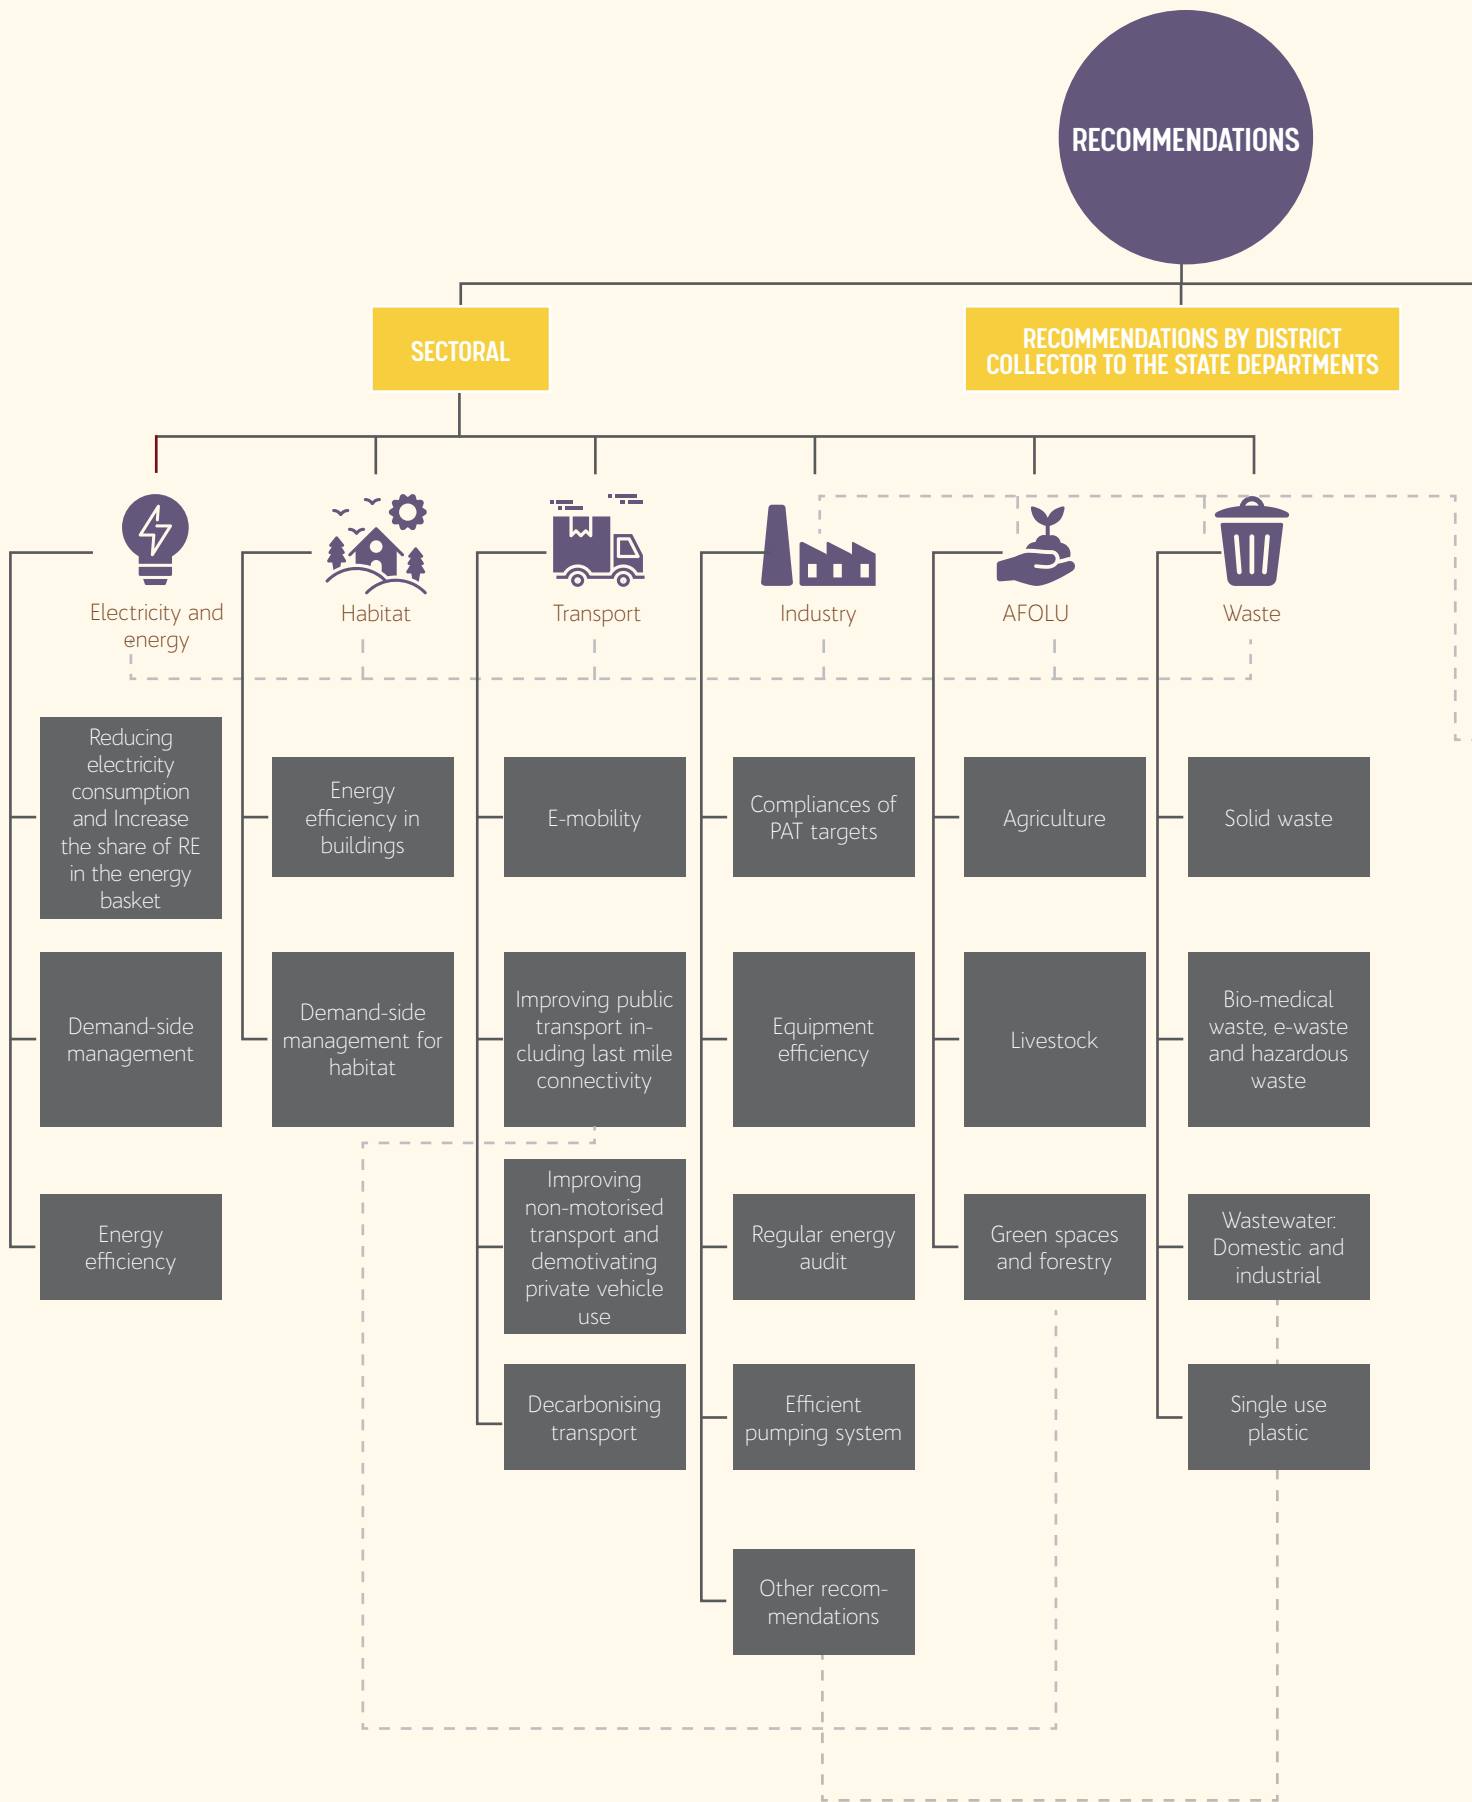 RECOMMENDATIONS
SECTORAL
RECOMMENDATIONS BY DISTRICT
COLLECTOR TO THE STATE DEPARTMENTS
Electricity and
energy
Habitat
Transport
Industry
AFOLU
Waste
Reducing
electricity
consumption
and Increase
the share of RE
in the energy
basket
Demand-side
management
Energy
efficiency
Energy
efficiency in
buildings
Demand-side
management for
habitat
E-mobility
Improving public
transport in-
cluding last mile
connectivity
Improving
non-motorised
transport and
demotivating
private vehicle
use
Decarbonising
transport
Compliances of
PAT targets
Equipment
efficiency
Regular energy
audit
Efficient
pumping system
Other recom-
mendations
Agriculture
Livestock
Green spaces
and forestry
Solid waste
Bio-medical
waste, e-waste
and hazardous
waste
Wastewater:
Domestic and
industrial
Single use
plastic